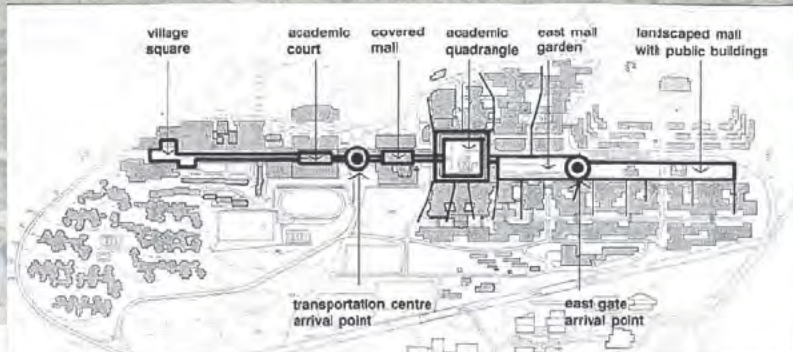 village
square
academic
court
covered
mall
academic
quadrangle
east mall
garden
landscaped mall
with public buildings
transportation centre
arrival point
east gate
arrival point